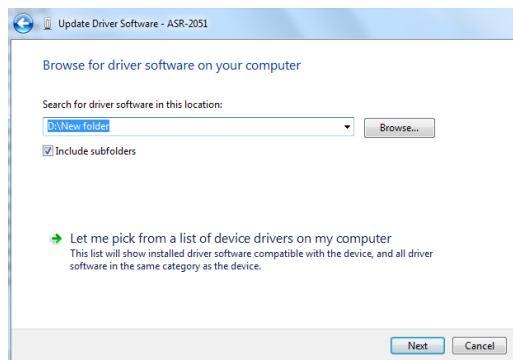 Update Driver Software - ASR-2051
Browse for driver software on your computer
Search for driver software in this location:
D:\New folder
Browse...
Include subfolders
Let me pick from a list of device drivers on my computer
This list will show installed driver software compatible with the device, and all driver
software in the same category as the device.
Next Cancel